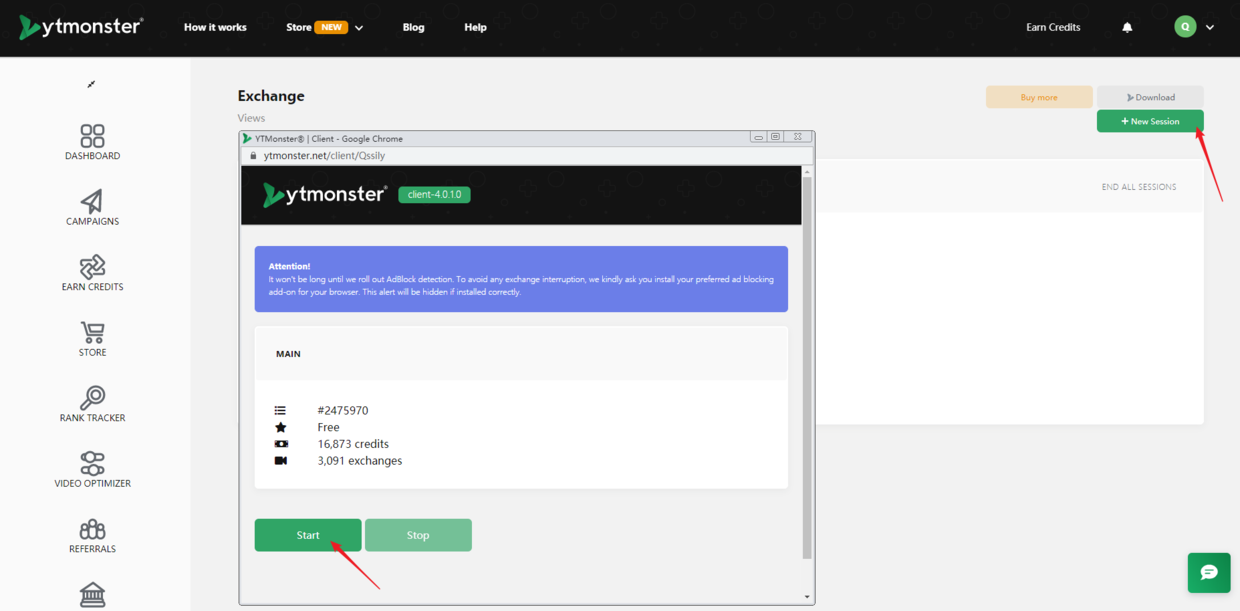 ytmonster®
How it works
Store NEW
Blog
Help
Earn Credits
Q
DASHBOARD
CAMPAIGNS
EARN CREDITS
STORE
RANK TRACKER
VIDEO OPTIMIZER
REFERRALS
Exchange
Views
Buy more
Download
+ New Session
END ALL SESSIONS
YTMonster® | Client - Google Chrome
ytmonster.net/client/Qssily
ytmonster® client-4.0.1.0
Attention!
It won't be long until we roll out AdBlock detection. To avoid any exchange interruption, we kindly ask you install your preferred ad blocking
add-on for your browser. This alert will be hidden if installed correctly.
MAIN
#2475970
Free
16,873 credits
3,091 exchanges
Start
Stop